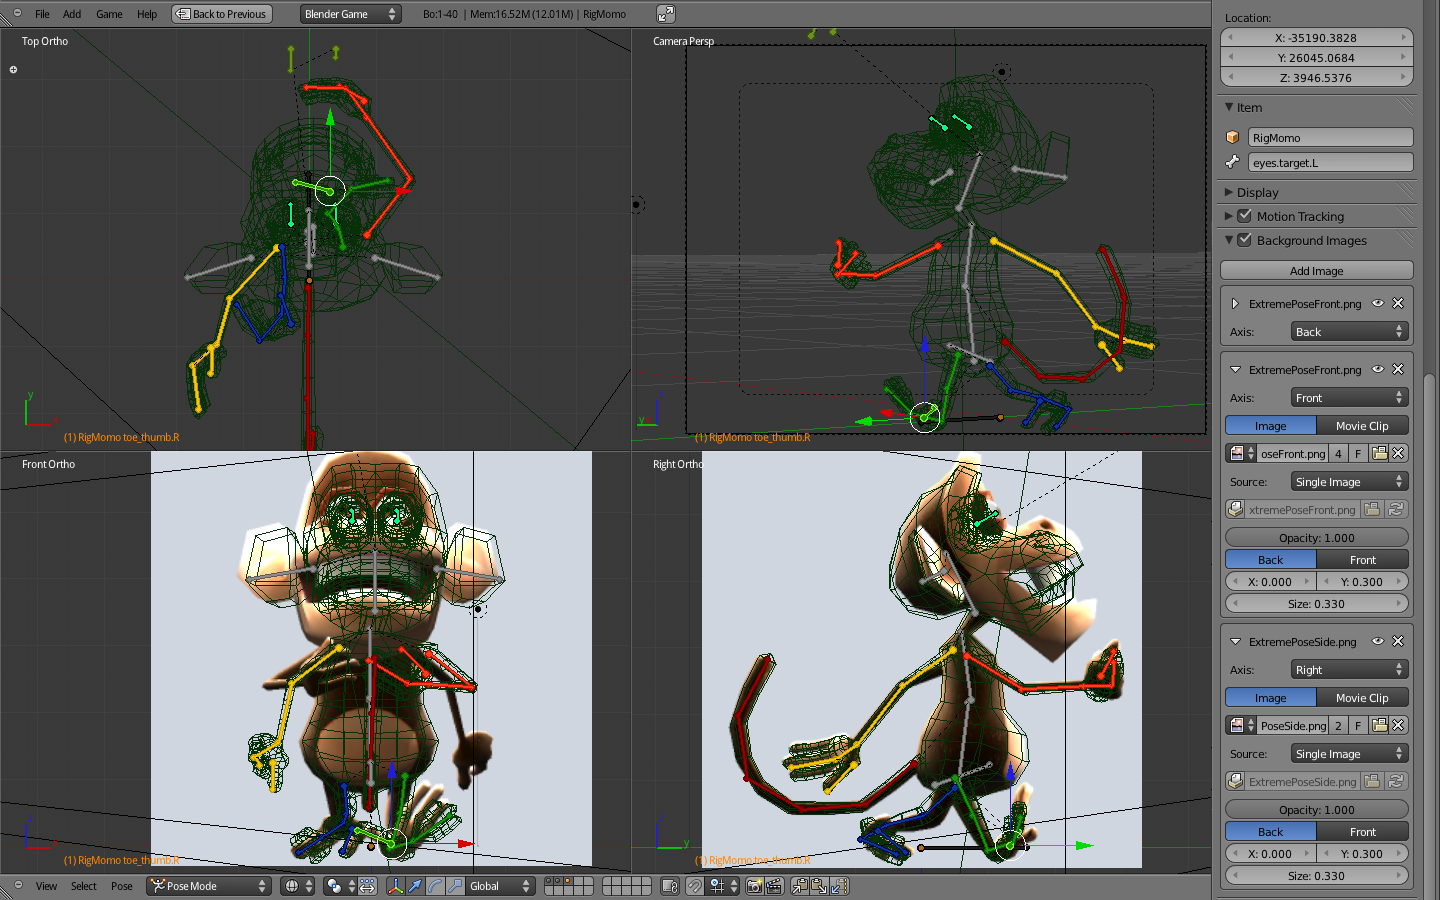 File Add Game Help Back to Previous Blender Game Bo:1-40 | Mem:16.52M (12.01M) | RigMomo
Top Ortho
(1) RigMomo toe_thumb.R
Camera Persp
(1) RigMomo toe_thumb.R
Front Ortho
(1) RigMomo toe_thumb.R
Right Ortho
(1) RigMomo toe_thumb.R
View Select Pose Pose Mode Global
Location:
X: -35190.3828
Y: 26045.0684
Z: 3946.5376
Item
RigMomo
eyes.target.L
Display
Motion Tracking
Background Images
Add Image
ExtremePoseFront.png
Axis: Back
ExtremePoseFront.png
Axis: Front
Image Movie Clip
oseFront.png 4 F
Source: Single Image
xtremePoseFront.png
Opacity: 1.000
Back Front
X: 0.000 Y: 0.300
Size: 0.330
ExtremePoseSide.png
Axis: Right
Image Movie Clip
PoseSide.png 2 F
Source: Single Image
ExtremePoseSide.png
Opacity: 1.000
Back Front
X: 0.000 Y: 0.300
Size: 0.330